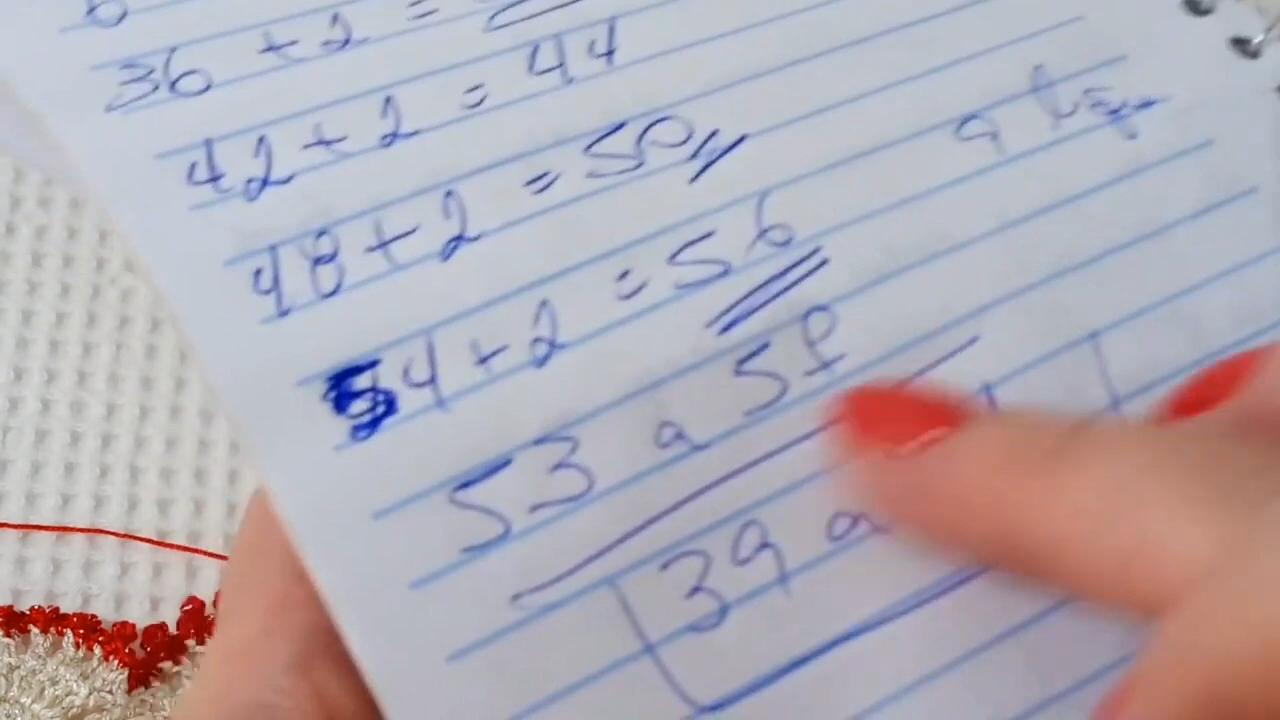 36 + 2 =
42 + 2 = 44
48 + 2 = 50
54 + 2 = 56
53 a 58
39 a